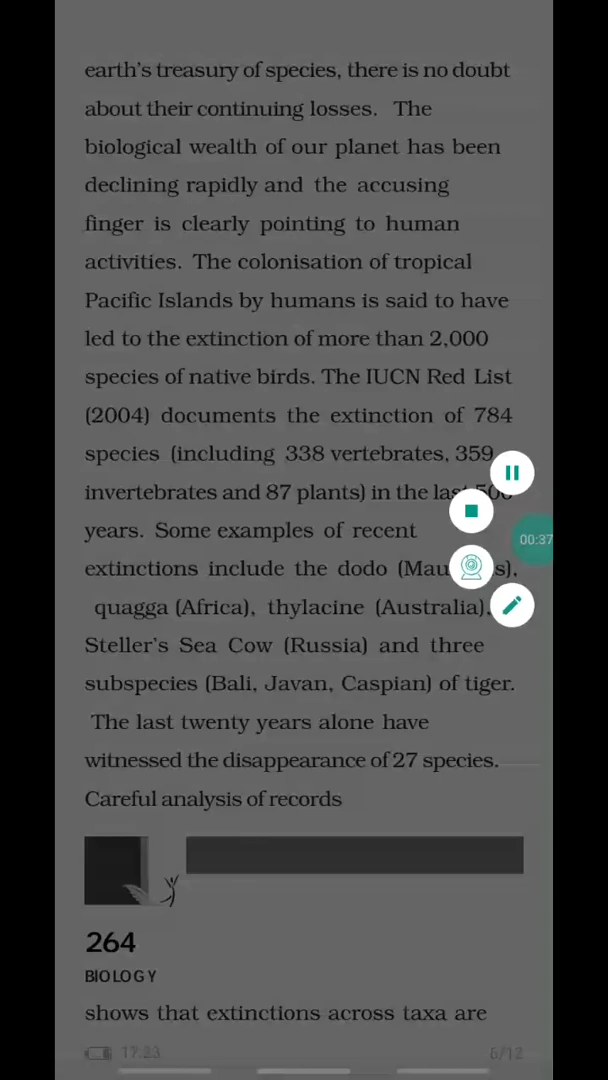 earth's treasury of species, there is no doubt
about their continuing losses. The
biological wealth of our planet has been
declining rapidly and the accusing
finger is clearly pointing to human
activities. The colonisation of tropical
Pacific Islands by humans is said to have
led to the extinction of more than 2,000
species of native birds. The IUCN Red List
(2004) documents the extinction of 784
species (including 338 vertebrates, 359
invertebrates and 87 plants) in the last 500
years. Some examples of recent
extinctions include the dodo
quagga (Africa), thylacine (Australia),
Steller's Sea Cow (Russia) and three
subspecies (Bali, Javan, Caspian) of tiger.
The last twenty years alone have
witnessed the disappearance of 27 species.
Careful analysis of records
264
BIOLOGY
shows that extinctions across taxa are
17:23
6/12
00:37